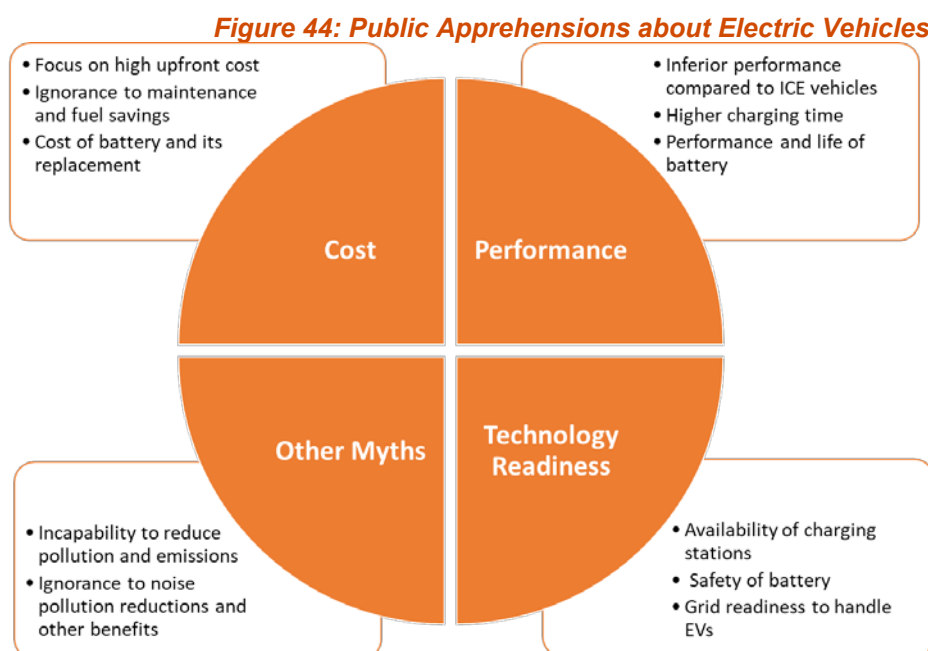 Figure 44: Public Apprehensions about Electric Vehicles
• Focus on high upfront cost
• Ignorance to maintenance
and fuel savings
• Cost of battery and its
replacement
• Inferior performance
compared to ICE vehicles
• Higher charging time
• Performance and life of
battery
Cost
Performance
Other Myths
Technology
Readiness
• Incapability to reduce
pollution and emissions
• Ignorance to noise
pollution reductions and
other benefits
• Availability of charging
stations
• Safety of battery
• Grid readiness to handle
EVs